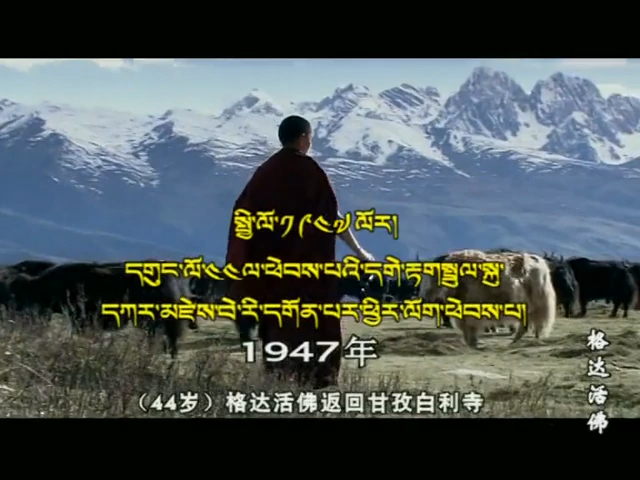 སྤྱི་ལོ་༡༩༤༧ལོར།
དགུང་ལོ་༤༤ལ་ཕེབས་པའི་དགེ་རྟག་སྤྲུལ་སྐུ་
དཀར་མཛེས་བེ་རི་དགོན་པར་ཕྱིར་ལོག་ཕེབས་པ།
1947年
（44岁）格达活佛返回甘孜白利寺
格达活佛